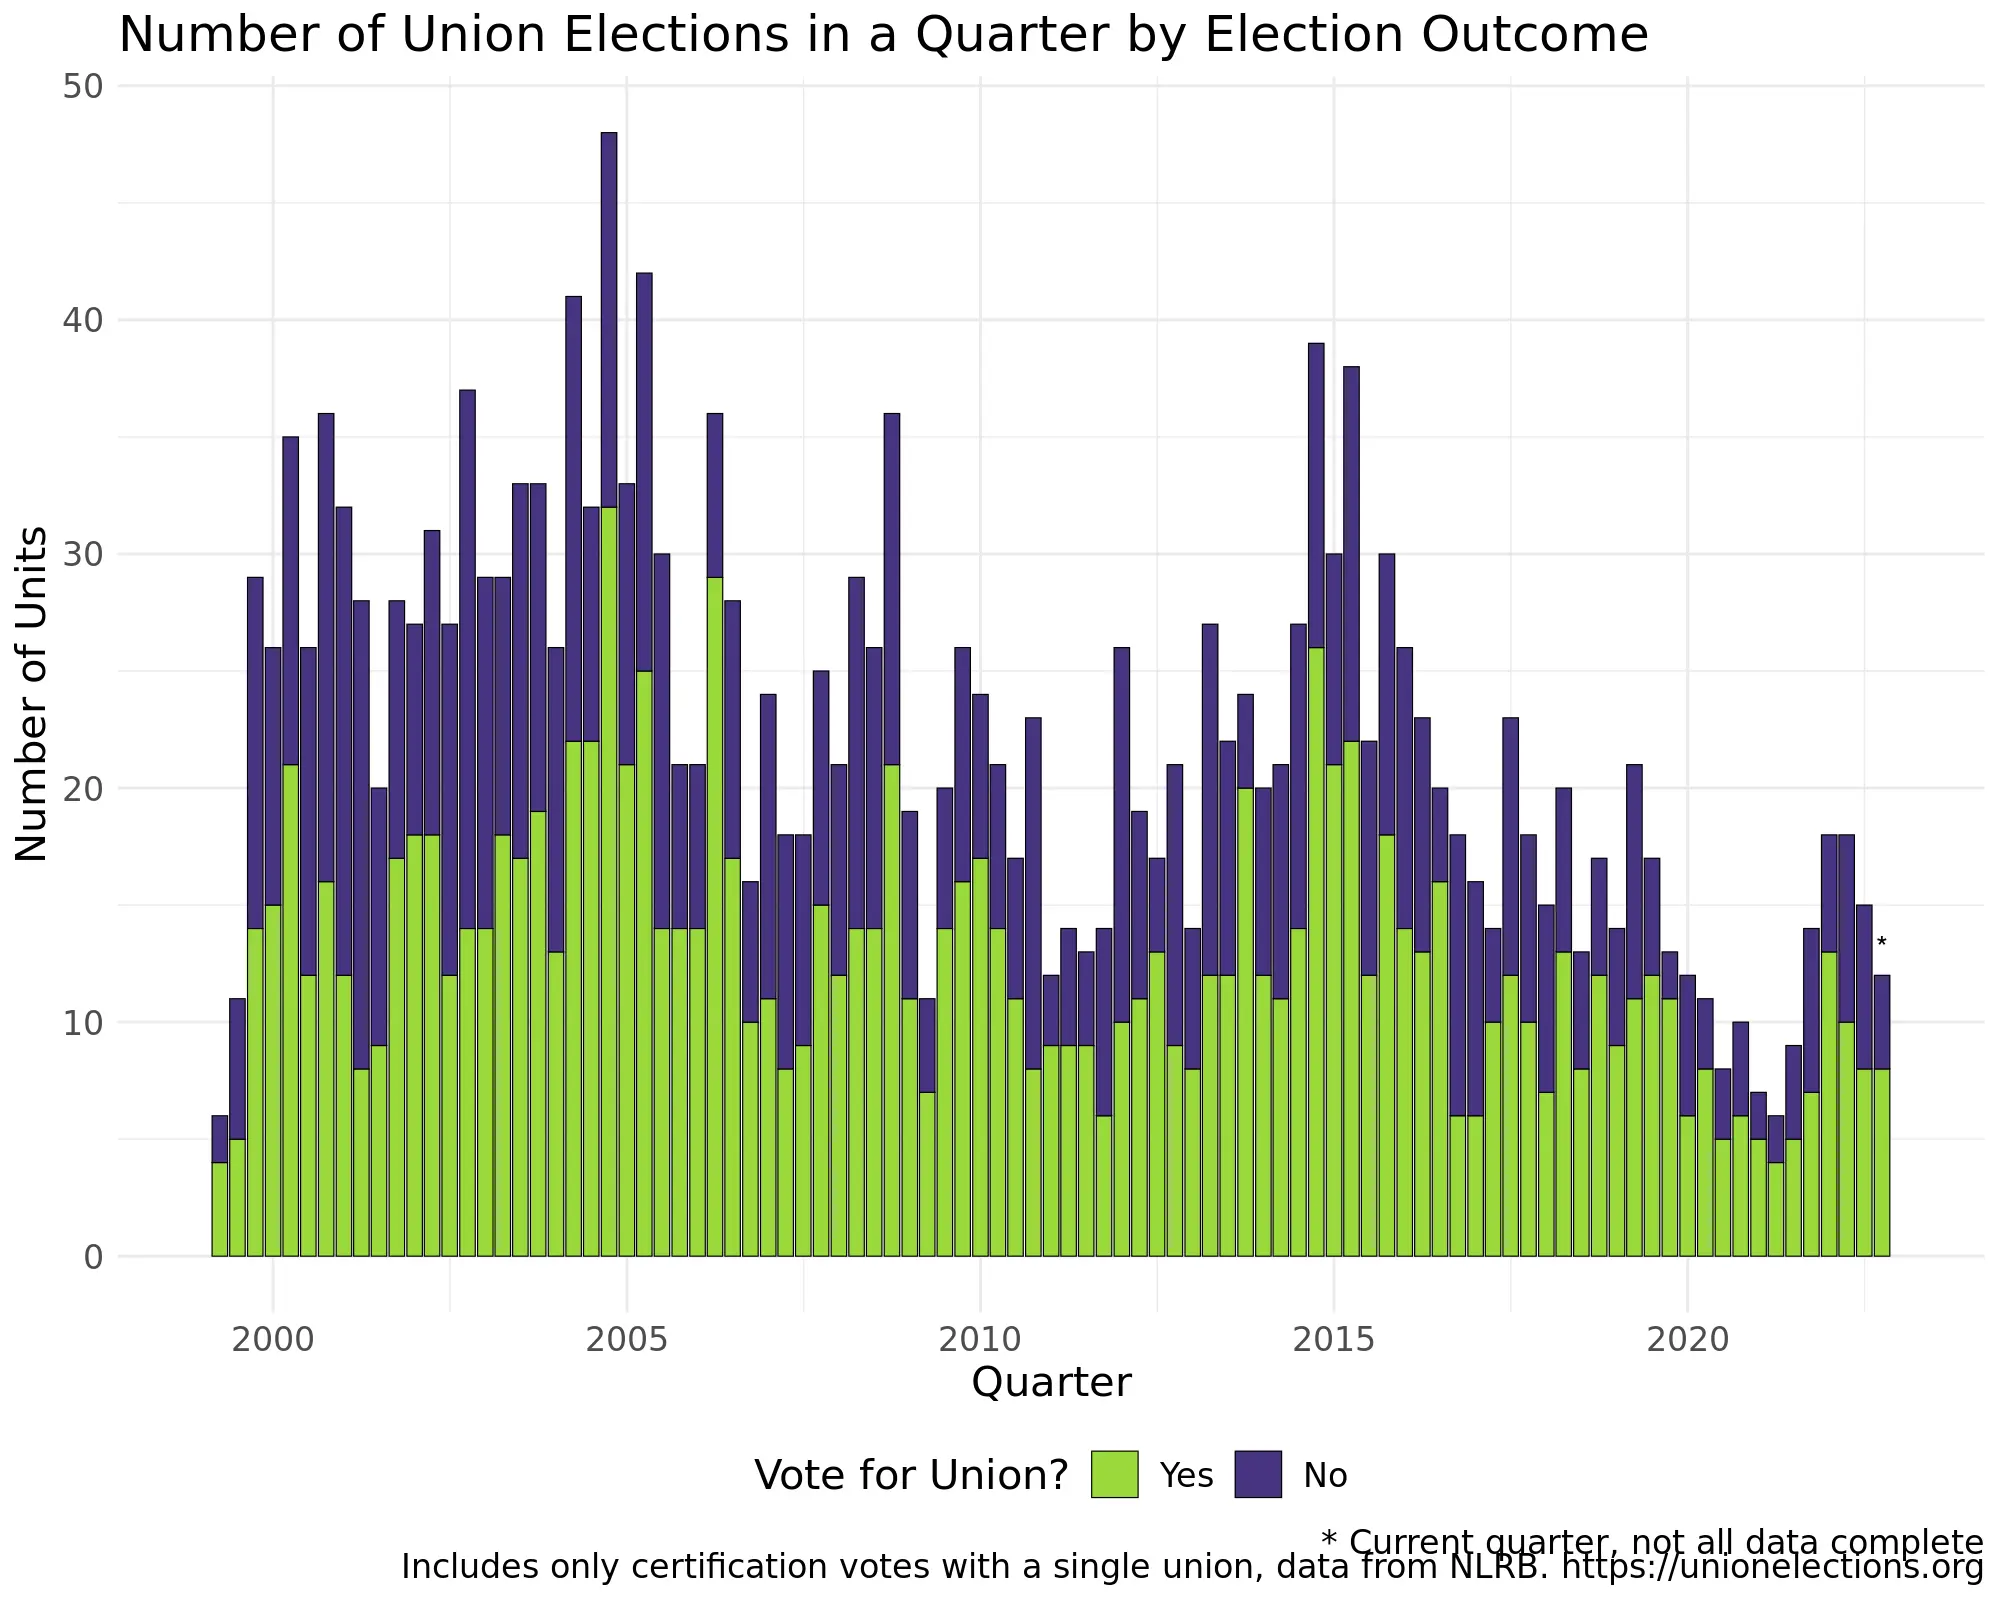 Number of Union Elections in a Quarter by Election Outcome
50
40
30
20
10
0
Number of Units
*
2000 2005 2010 2015 2020
Quarter
Vote for Union? Yes No
* Current quarter, not all data complete
Includes only certification votes with a single union, data from NLRB. https://unionelections.org